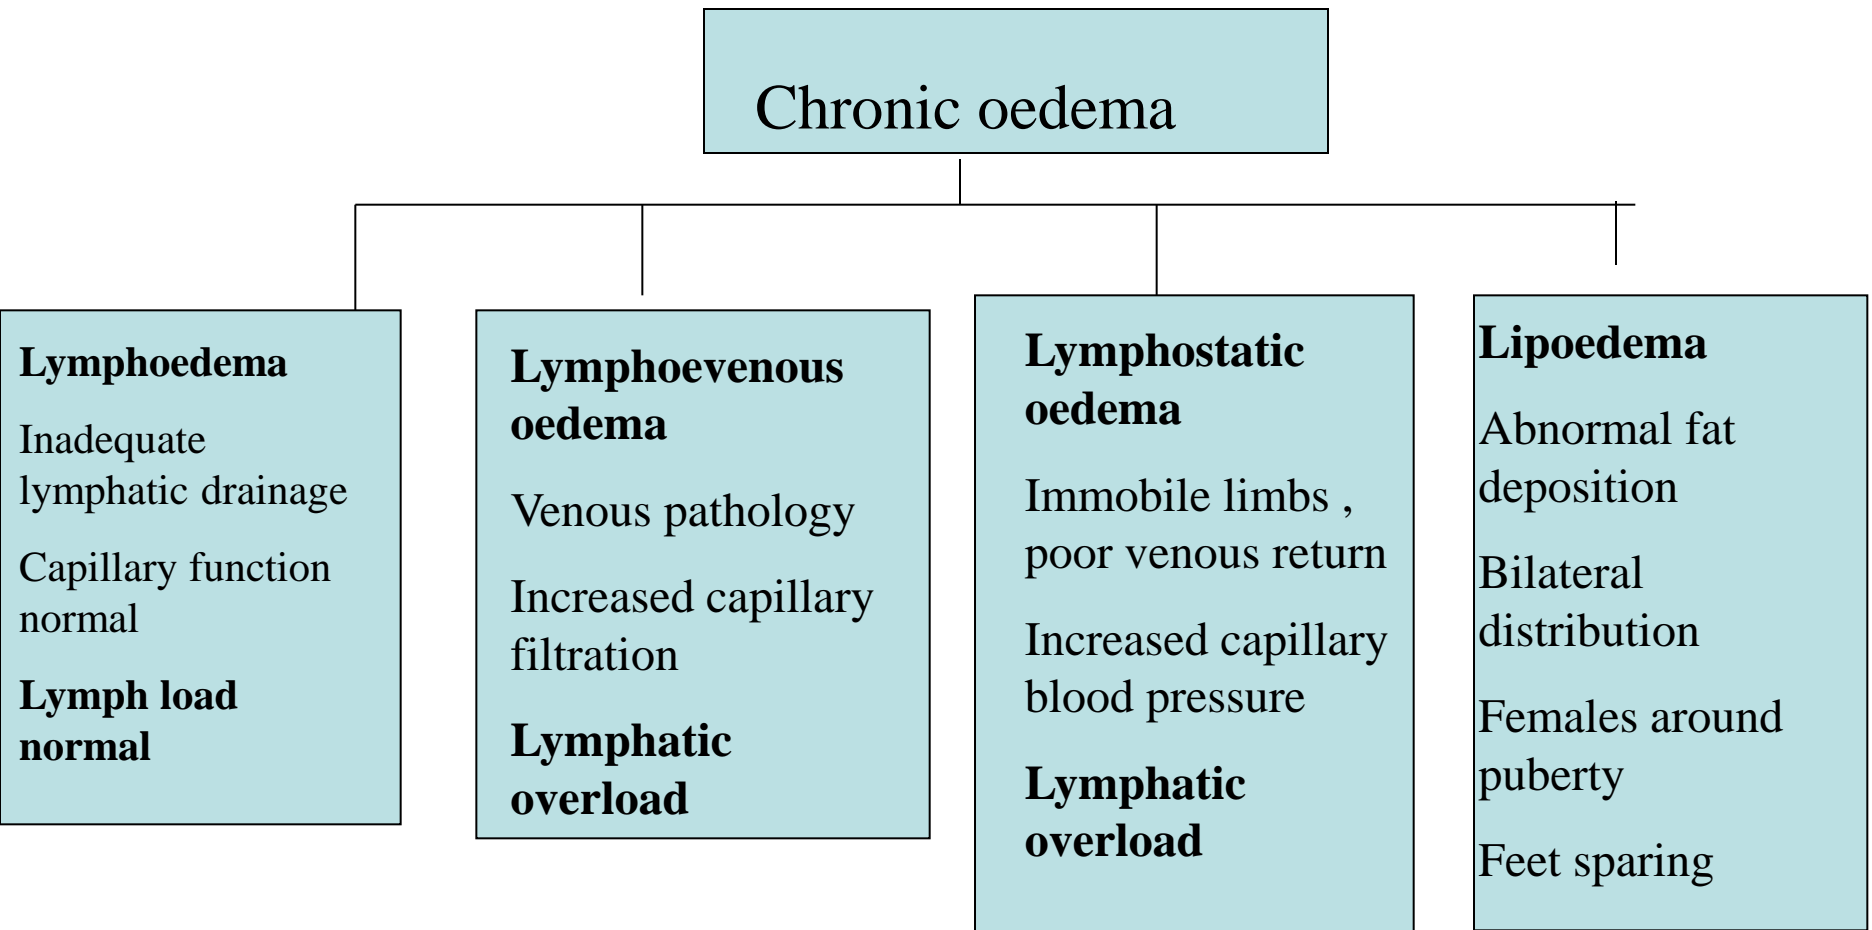 Chronic oedema
Lymphoedema
Inadequate
lymphatic drainage
Capillary function
normal
Lymph load
normal
Lymphoevenous
oedema
Venous pathology
Increased capillary
filtration
Lymphatic
overload
Lymphostatic
oedema
Immobile limbs ,
poor venous return
Increased capillary
blood pressure
Lymphatic
overload
Lipoedema
Abnormal fat
deposition
Bilateral
distribution
Females around
puberty
Feet sparing